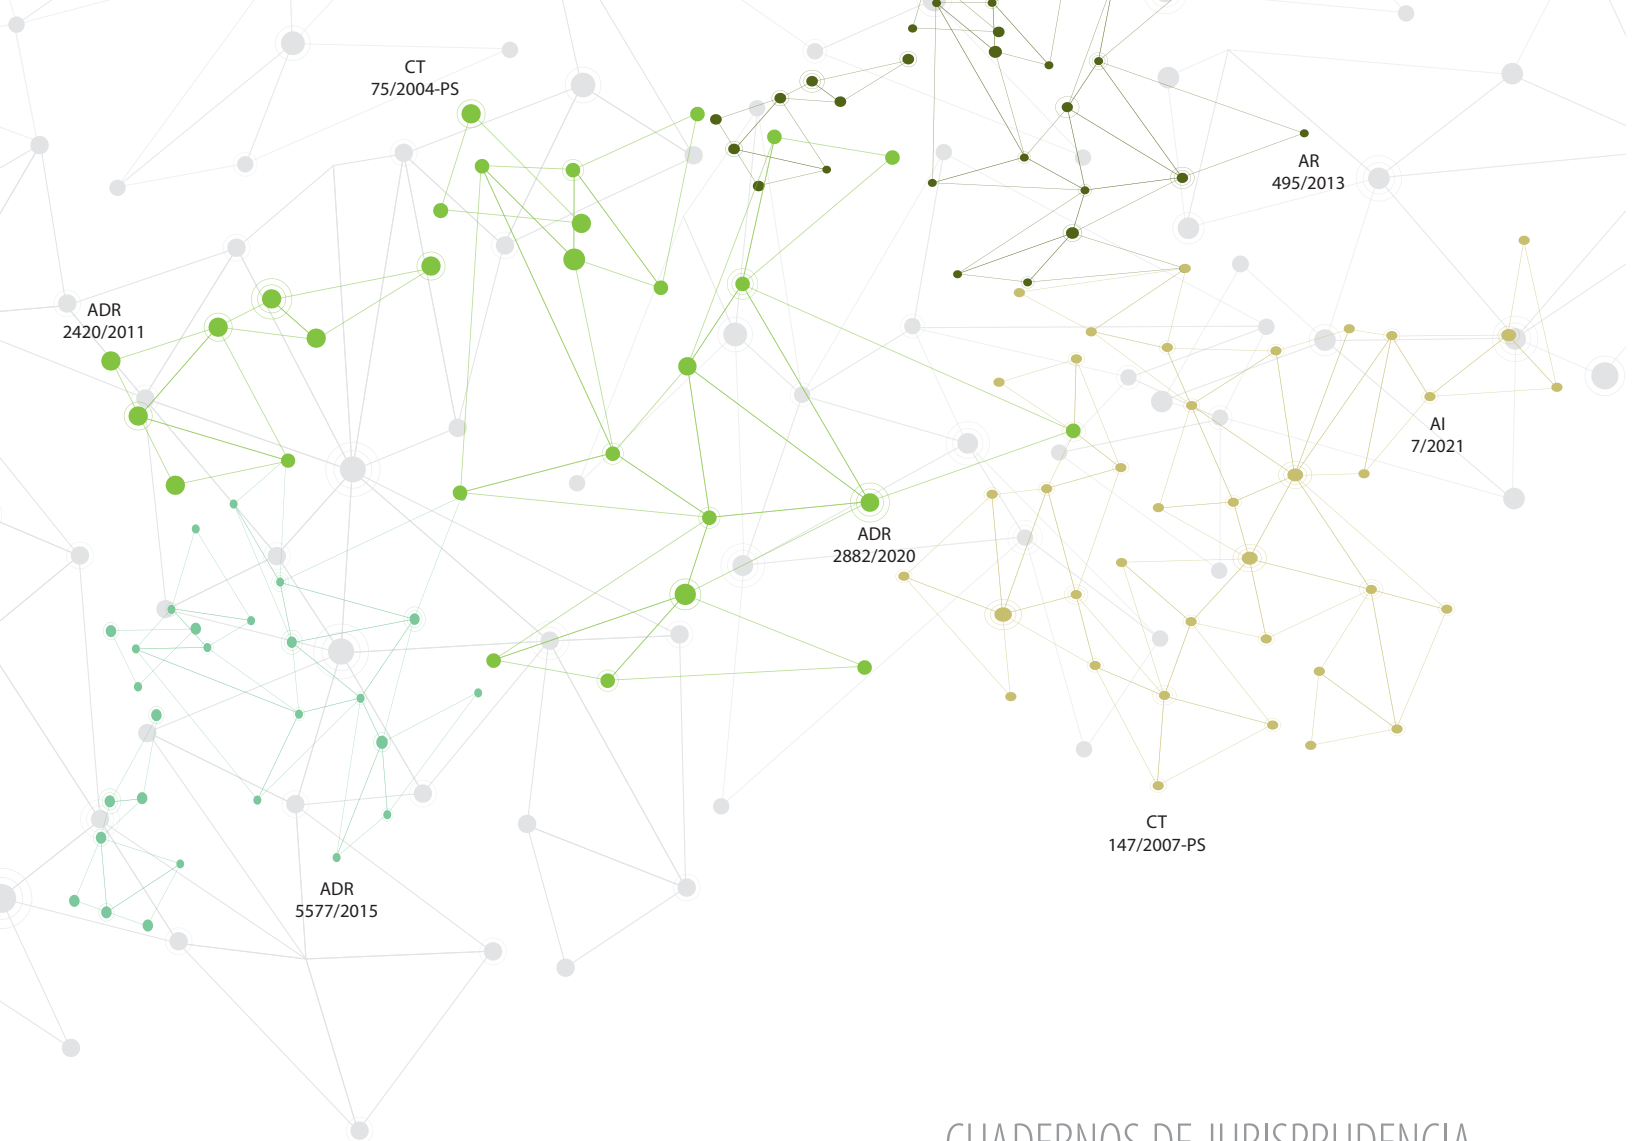 CT
75/2004-PS
AR
495/2013
ADR
2420/2011
AI
7/2021
ADR
2882/2020
CT
147/2007-PS
ADR
5577/2015
CUADERNOS DE JURISPRUDENCIA